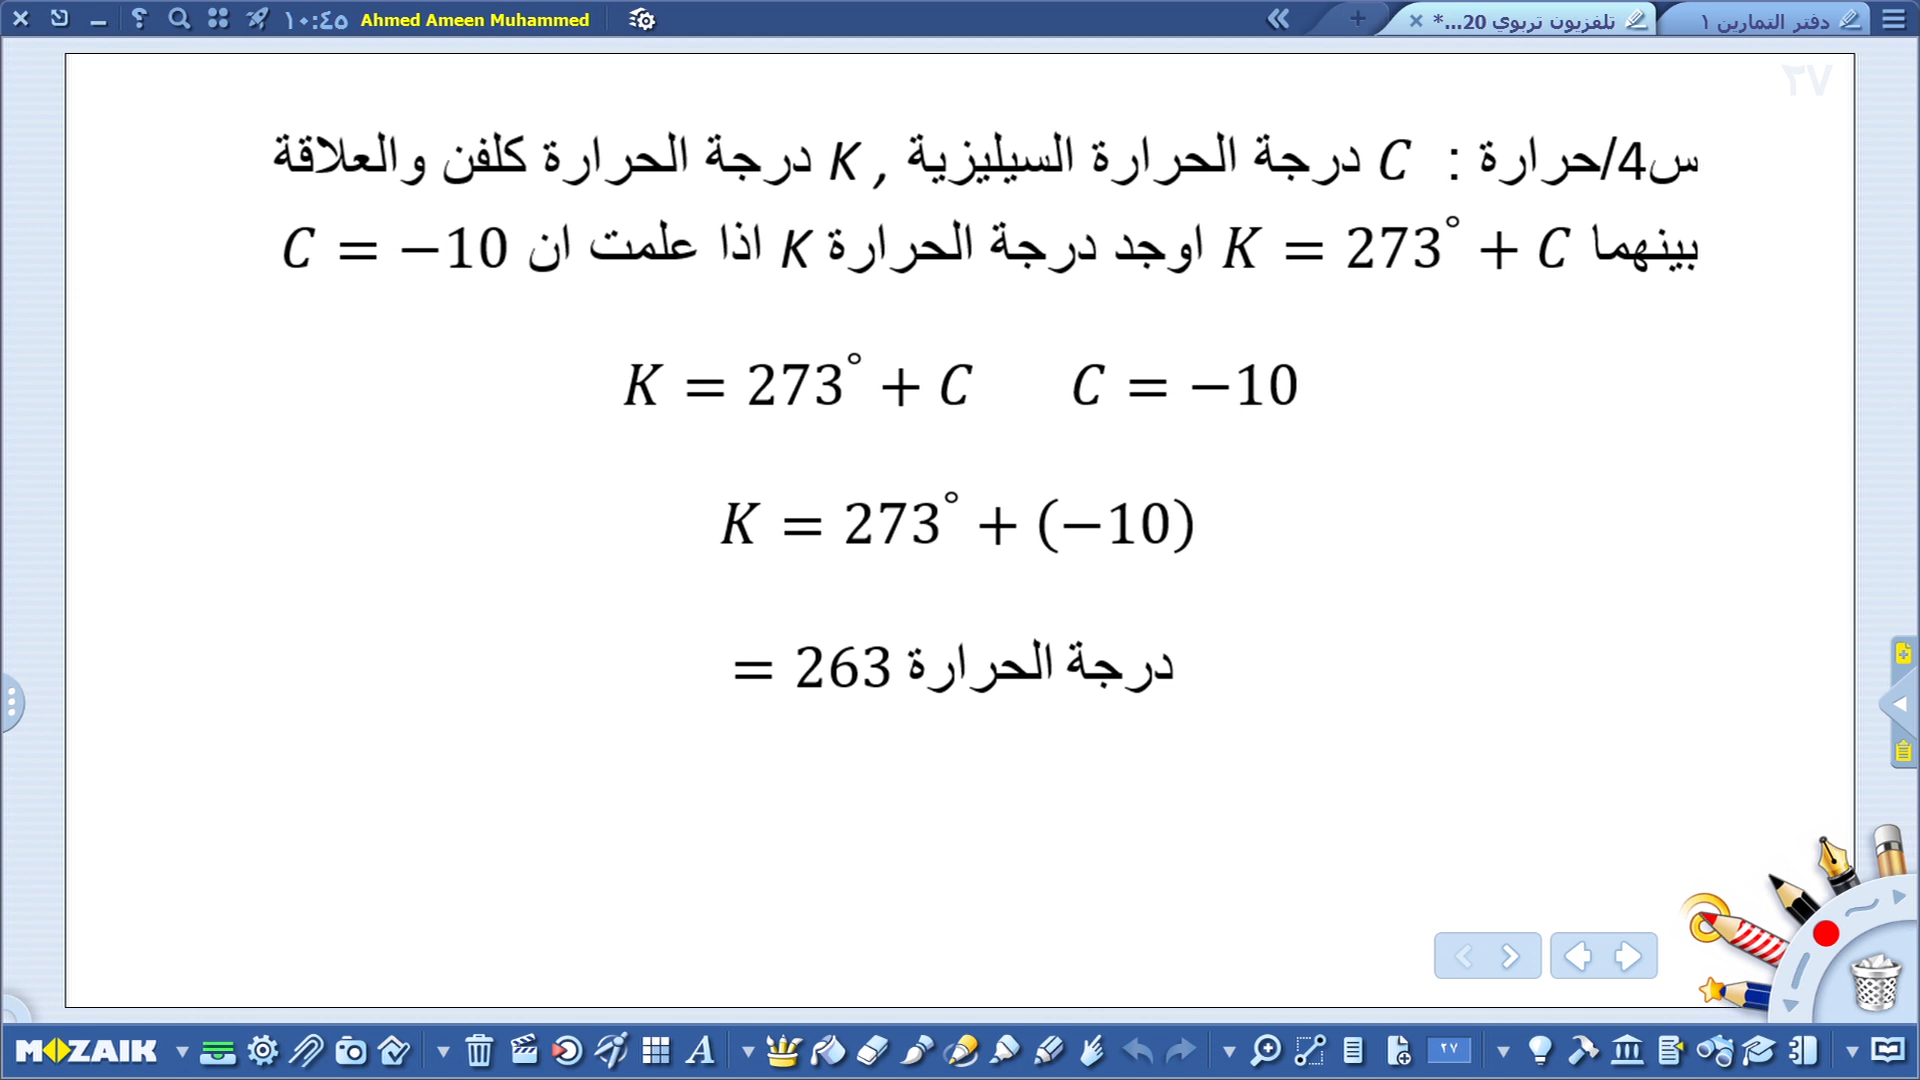 ١٠:٤٥ Ahmed Ameen Muhammed
تلفزيون تربوي 20...*
دفتر التمارين ١
٢٧
س4/حرارة : C درجة الحرارة السيليزية , K درجة الحرارة كلفن والعلاقة
بينهما K = 273° + C اوجد درجة الحرارة K اذا علمت ان C = −10
K = 273° + C C = −10
K = 273° + (−10)
= 263 درجة الحرارة
MOZAIK
٢٧